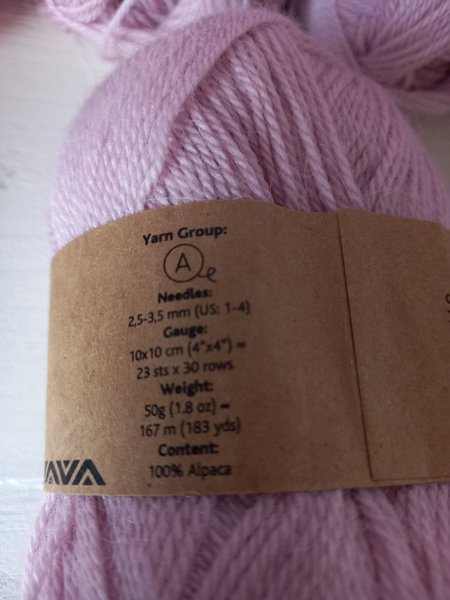 Yarn Group:
A
Needles:
2,5-3,5 mm (US: 1-4)
Gauge:
10x10 cm (4"x4") =
23 sts x 30 rows
Weight:
50g (1.8 oz) =
167 m (183 yds)
Content:
100% Alpaca